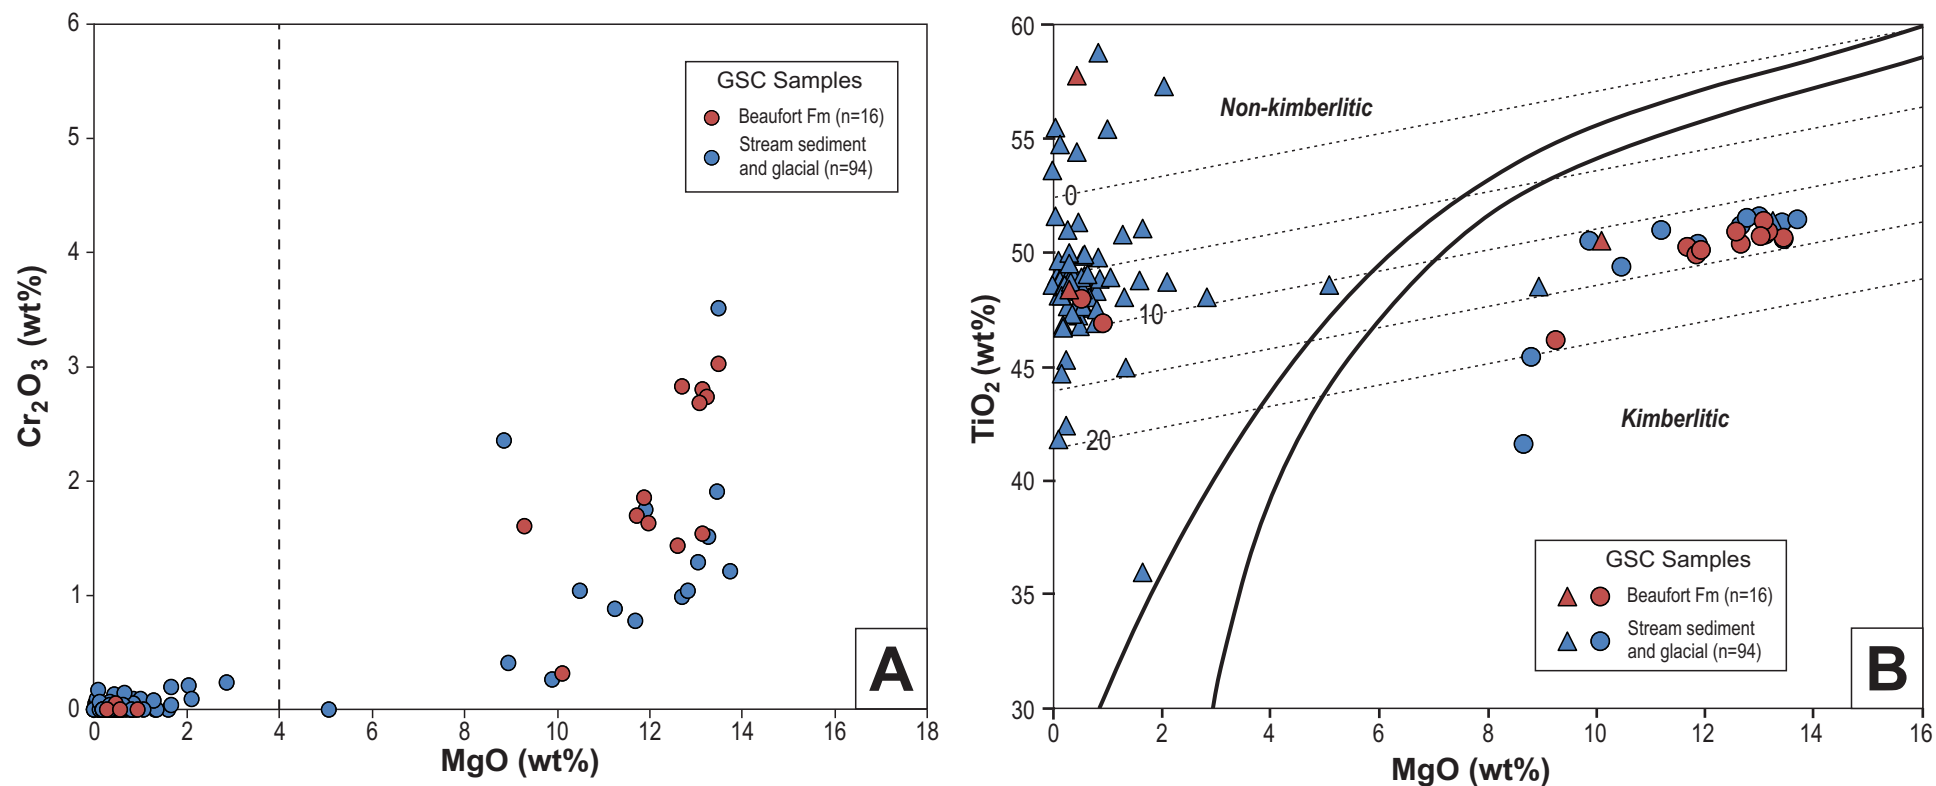 6
5
4
3
2
1
0
Cr2O3 (wt%)
0
2
4
6
8
10
12
14
16
18
MgO (wt%)
GSC Samples
Beaufort Fm (n=16)
Stream sediment
and glacial (n=94)
A
60
55
50
45
40
35
30
TiO2 (wt%)
0
2
4
6
8
10
12
14
16
MgO (wt%)
Non-kimberlitic
0
10
20
Kimberlitic
GSC Samples
Beaufort Fm (n=16)
Stream sediment
and glacial (n=94)
B